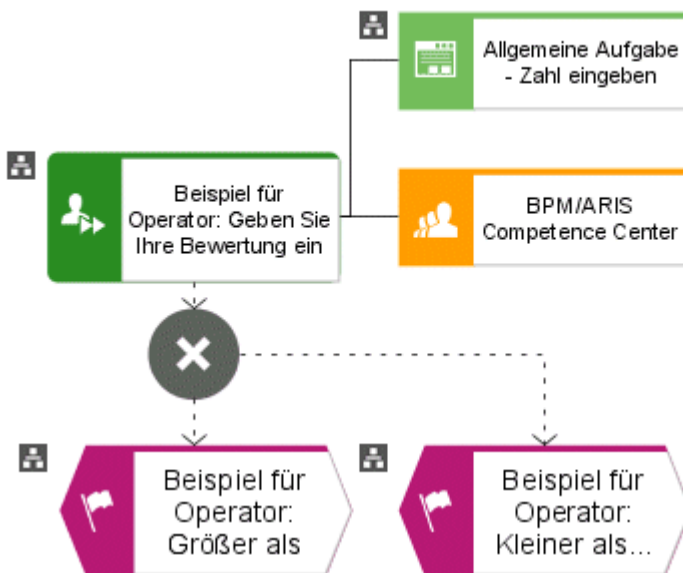 Allgemeine Aufgabe
- Zahl eingeben
Beispiel für
Operator: Geben Sie
Ihre Bewertung ein
BPM/ARIS
Competence Center
Beispiel für
Operator:
Größer als
Beispiel für
Operator:
Kleiner als...